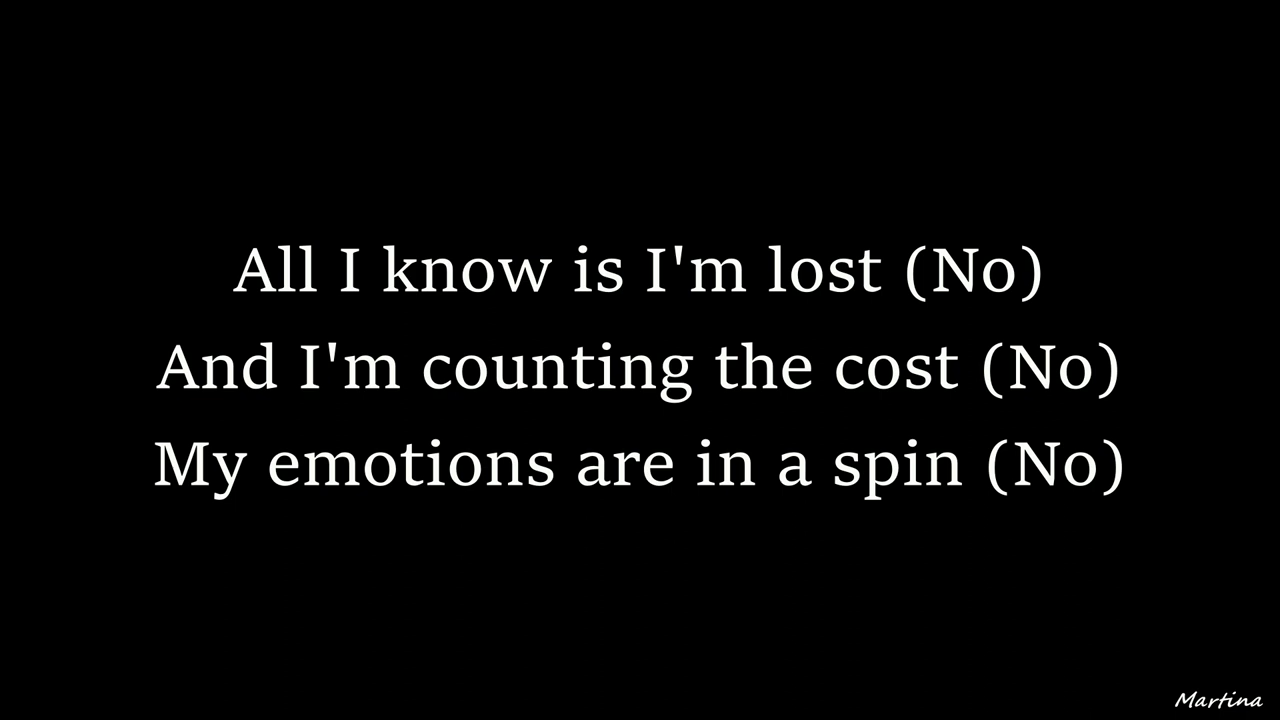 All I know is I'm lost (No)
And I'm counting the cost (No)
My emotions are in a spin (No)
Martina